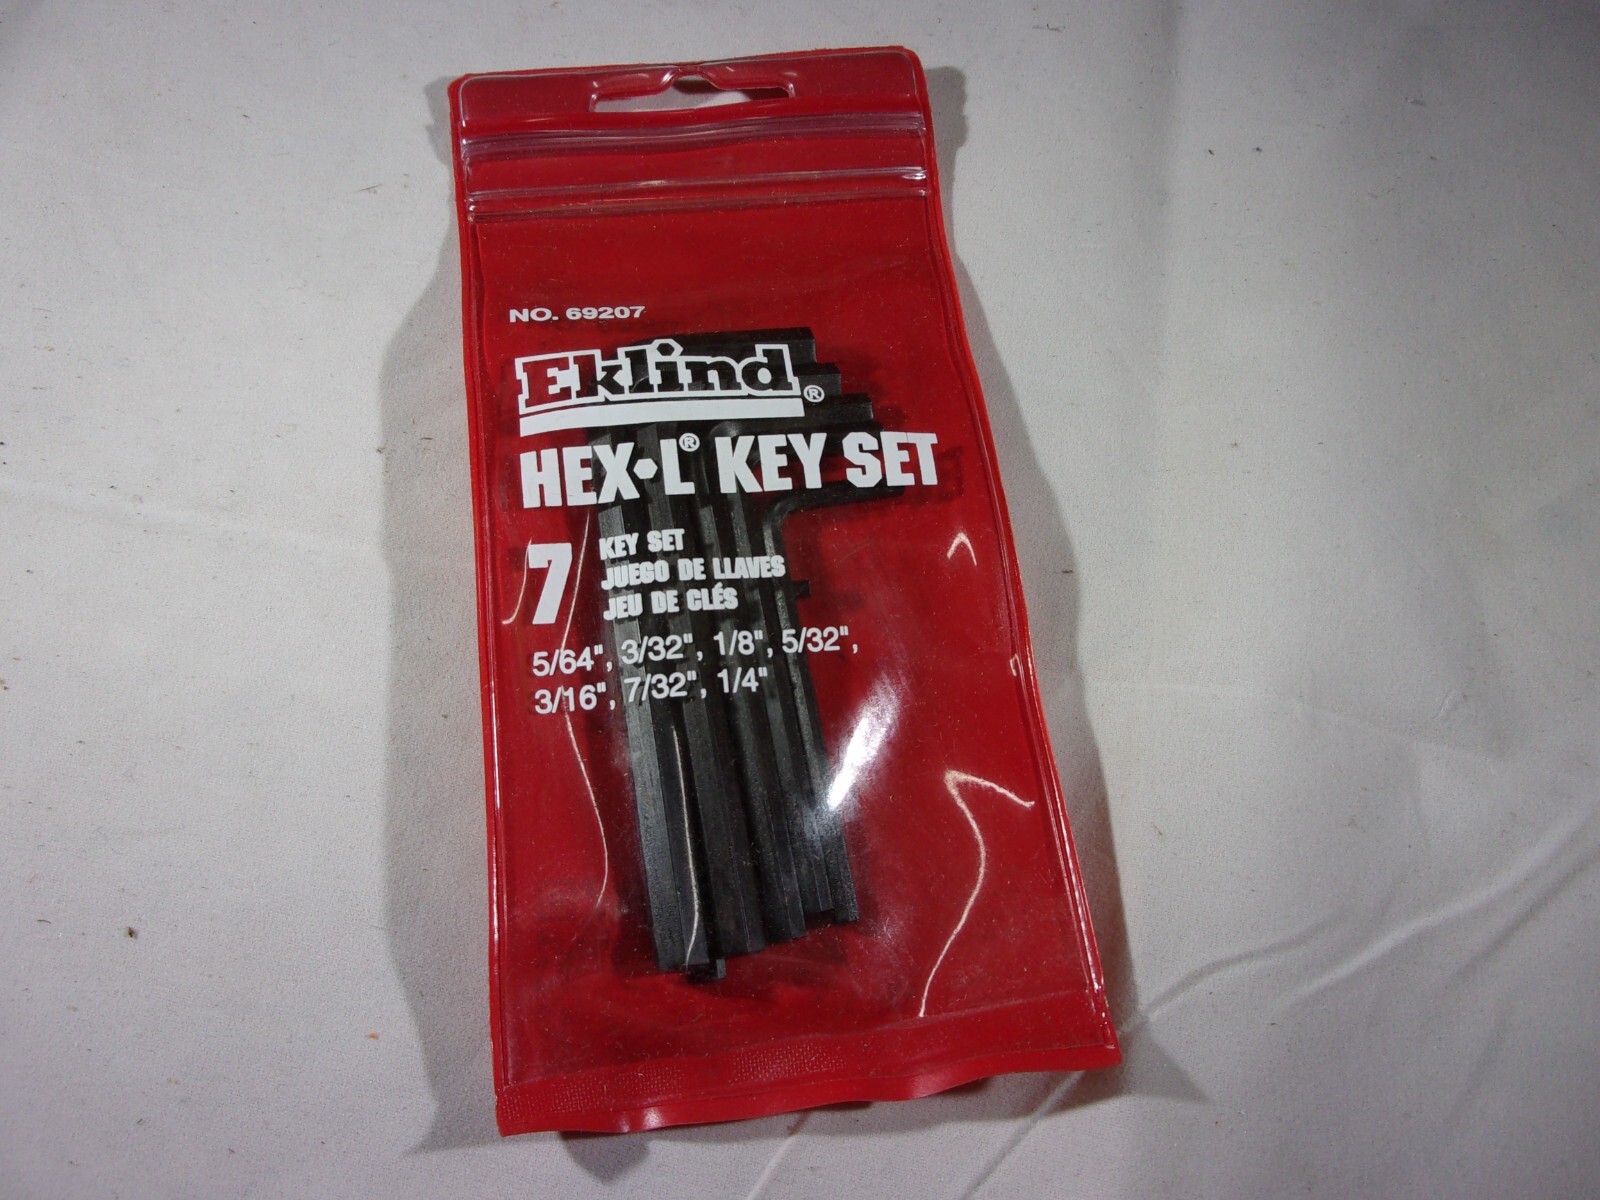 NO. 69207
Eklind®
HEX•L® KEY SET
7
KEY SET
JUEGO DE LLAVES
JEU DE CLÉS
5/64", 3/32", 1/8", 5/32",
3/16", 7/32", 1/4"